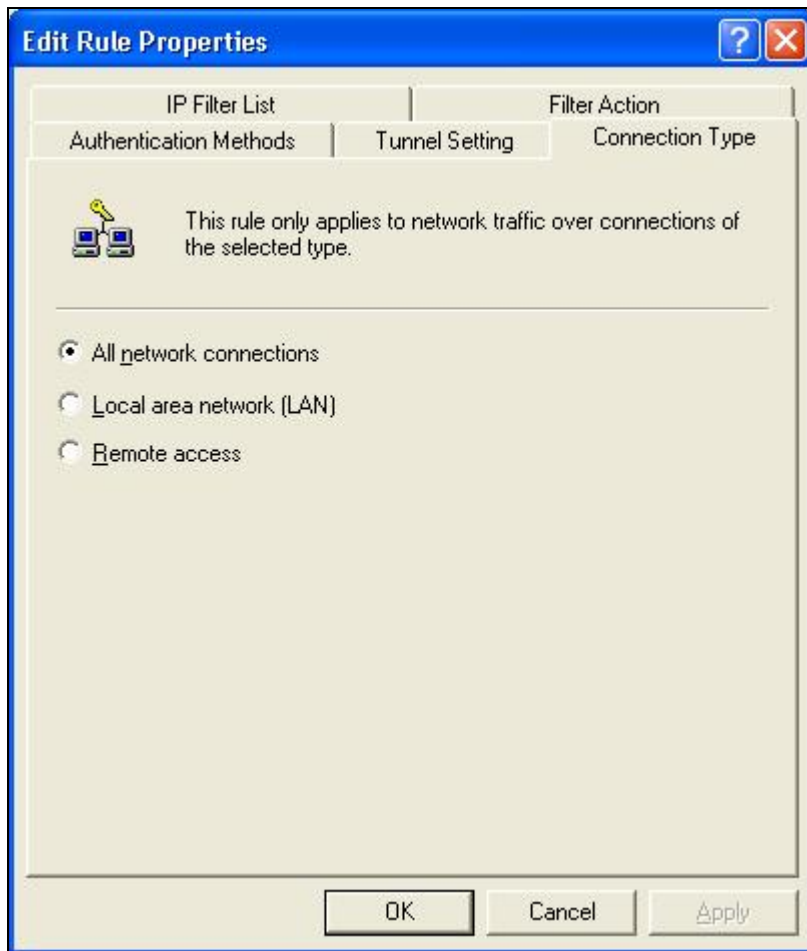 Edit Rule Properties
?
IP Filter List
Filter Action
Authentication Methods
Tunnel Setting
Connection Type
This rule only applies to network traffic over connections of
the selected type.
All network connections
Local area network (LAN)
Remote access
OK
Cancel
Apply